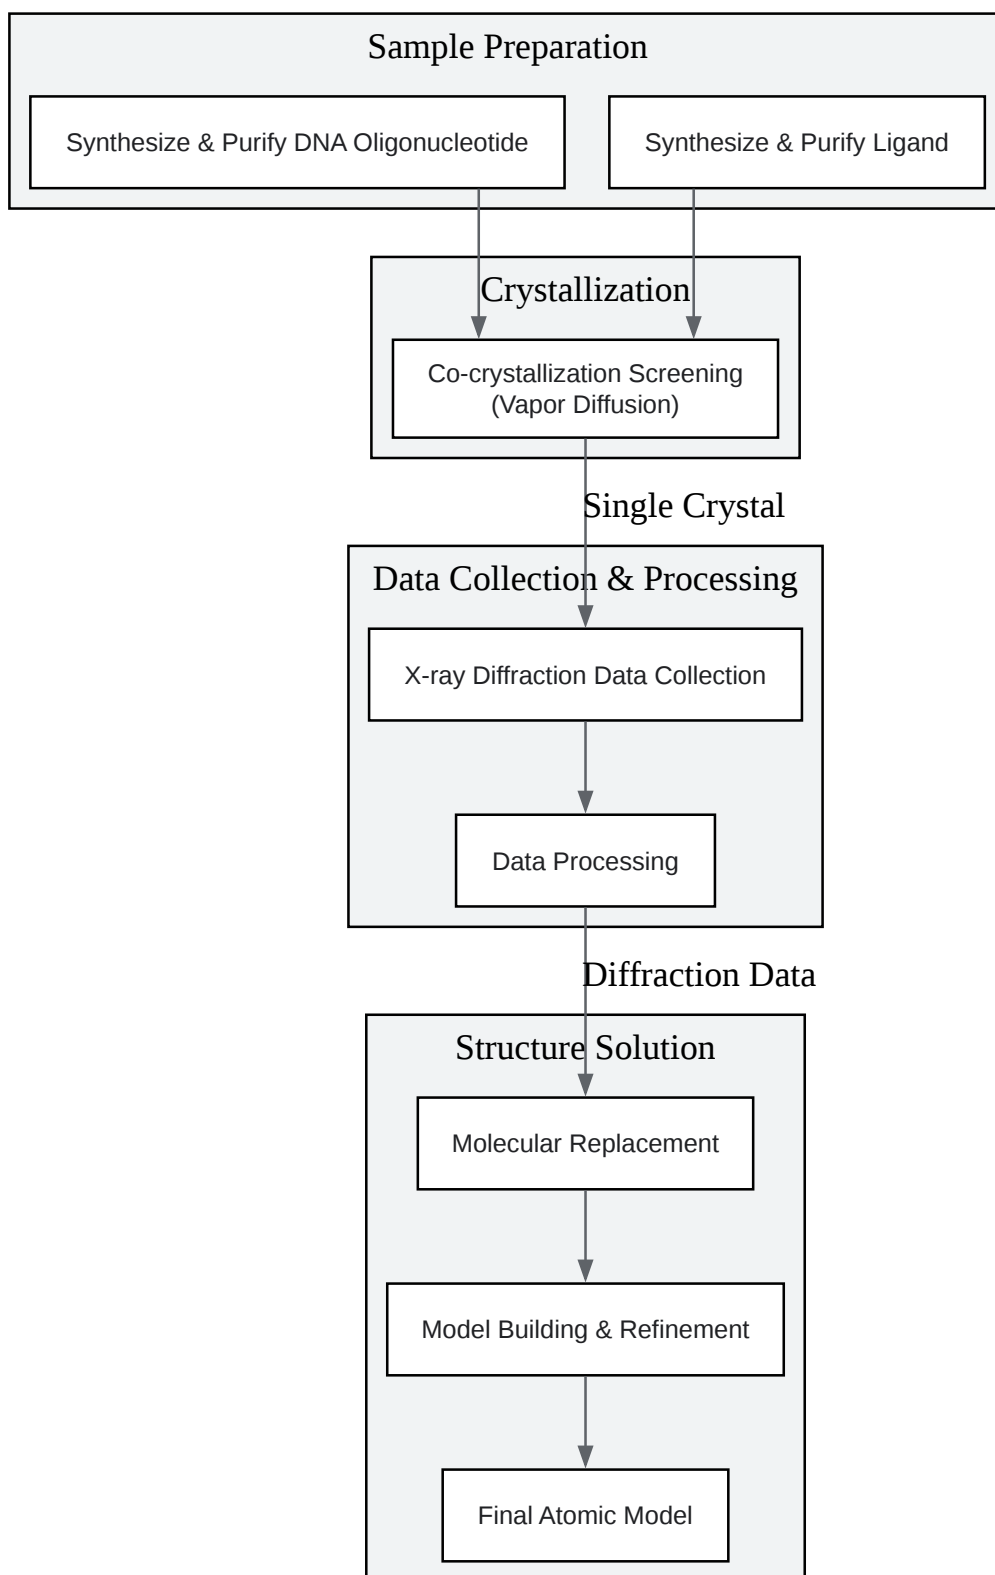 Sample Preparation
Synthesize & Purify DNA Oligonucleotide
Synthesize & Purify Ligand
Crystallization
Co-crystallization Screening
(Vapor Diffusion)
Single Crystal
Data Collection & Processing
X-ray Diffraction Data Collection
Data Processing
Diffraction Data
Structure Solution
Molecular Replacement
Model Building & Refinement
Final Atomic Model